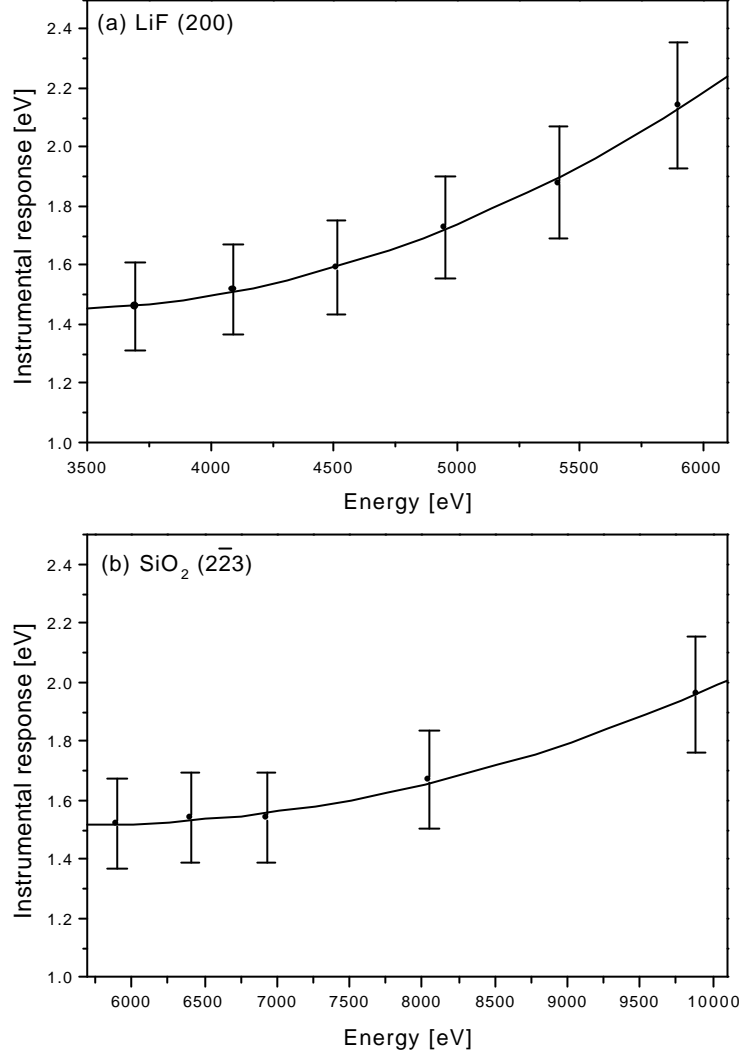 (a) LiF (200)
2.4
2.2
2.0
1.8
1.6
1.4
1.2
1.0
Instrumental response [eV]
3500 4000 4500 5000 5500 6000
Energy [eV]
(b) SiO₂ (22̅3)
2.4
2.2
2.0
1.8
1.6
1.4
1.2
1.0
Instrumental response [eV]
6000 6500 7000 7500 8000 8500 9000 9500 10000
Energy [eV]